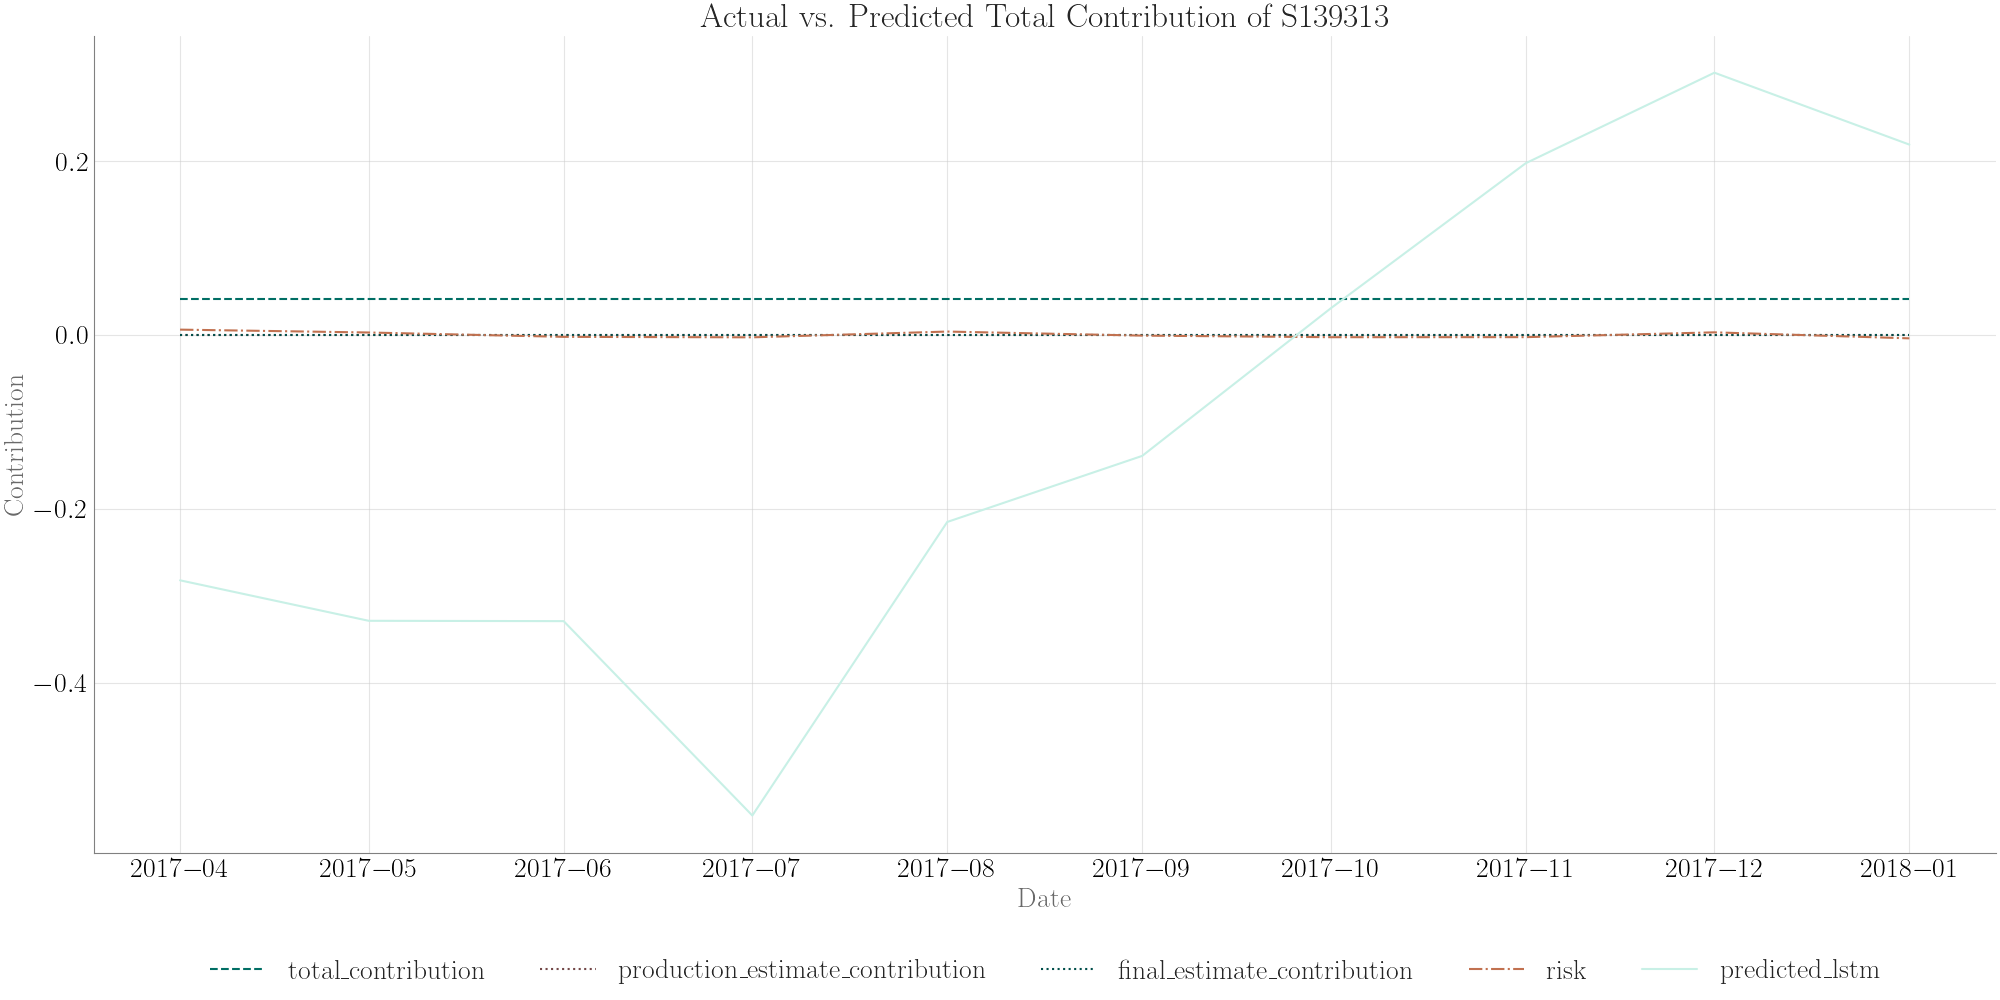 Actual vs. Predicted Total Contribution of S139313
0.2
0.0
−0.2
−0.4
Contribution
2017−04 2017−05 2017−06 2017−07 2017−08 2017−09 2017−10 2017−11 2017−12 2018−01
Date
total_contribution production_estimate_contribution final_estimate_contribution risk predicted_lstm